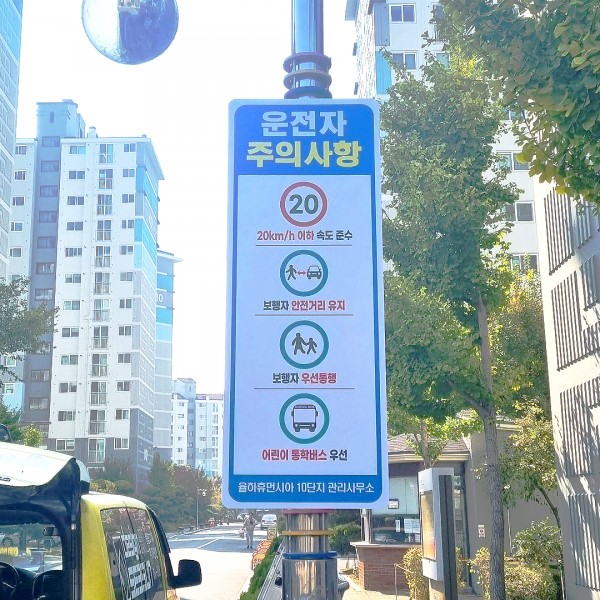 운전자
주의사항
20
20km/h 이하 속도 준수
보행자 안전거리 유지
보행자 우선통행
어린이 통학버스 우선
율하휴먼시아 10단지 관리사무소